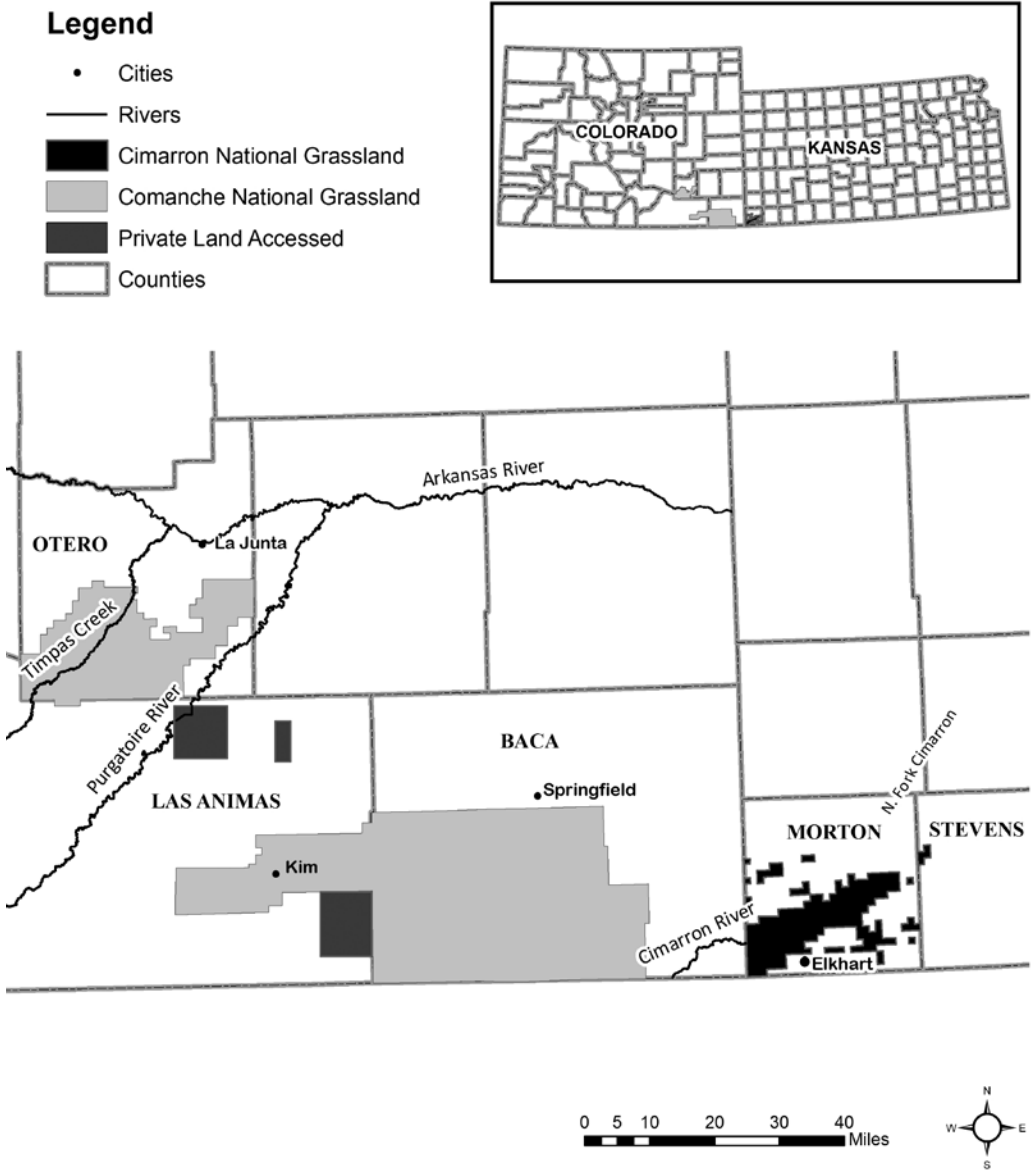 Legend
Cities
Rivers
Cimarron National Grassland
Comanche National Grassland
Private Land Accessed
Counties
COLORADO
KANSAS
Arkansas River
OTERO
La Junta
Timpas Creek
Purgatoire River
BACA
N. Fork Cimarron
Springfield
LAS ANIMAS
MORTON
STEVENS
Kim
Cimarron River
Elkhart
0 5 10 20 30 40
Miles
N
W E
S